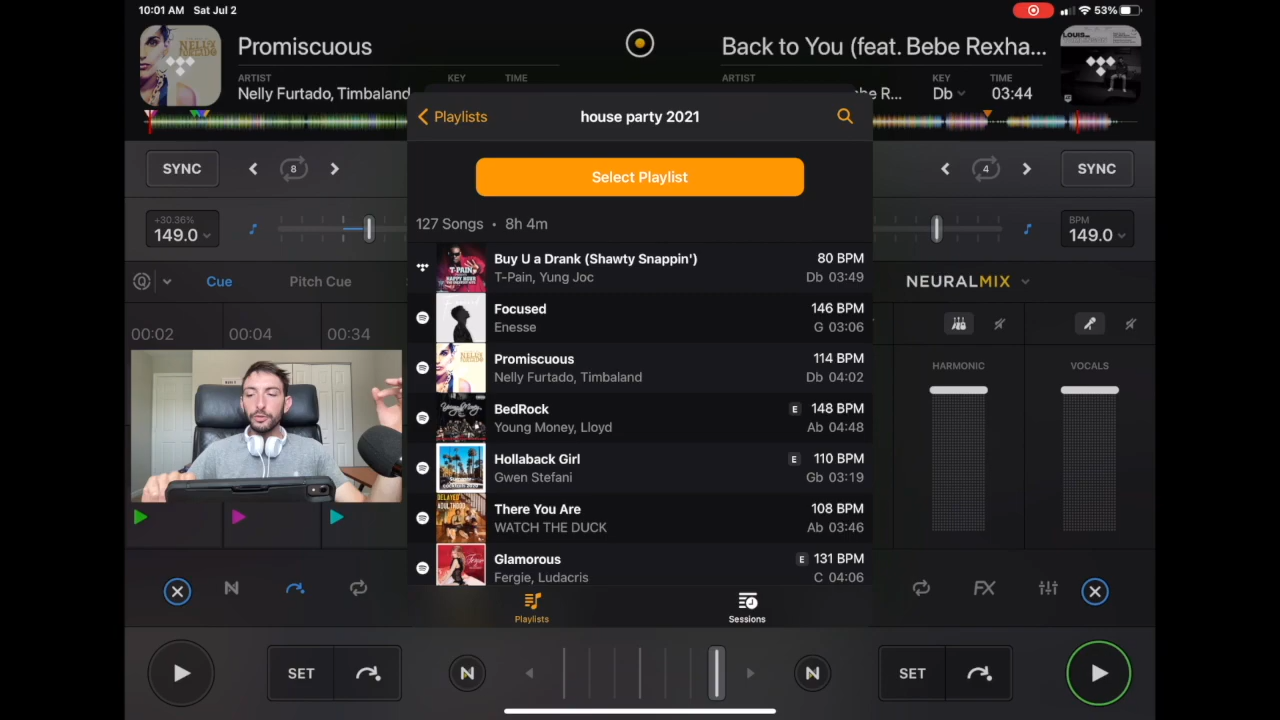 10:01 AM Sat Jul 2
53%
Promiscuous
ARTIST KEY TIME
Nelly Furtado, Timbaland
Back to You (feat. Bebe Rexha...
ARTIST KEY TIME
he R... Db 03:44
Playlists
house party 2021
Select Playlist
127 Songs • 8h 4m
Buy U a Drank (Shawty Snappin') 80 BPM
T-Pain, Yung Joc Db 03:49
Focused 146 BPM
Enesse G 03:06
Promiscuous 114 BPM
Nelly Furtado, Timbaland Db 04:02
BedRock E 148 BPM
Young Money, Lloyd Ab 04:48
Hollaback Girl E 110 BPM
Gwen Stefani Gb 03:19
There You Are 108 BPM
WATCH THE DUCK Ab 03:46
Glamorous E 131 BPM
Fergie, Ludacris C 04:06
Playlists
Sessions
SYNC
8
+30.36%
149.0
Cue
Pitch Cue
00:02 00:04 00:34
4
SYNC
BPM
149.0
NEURALMIX
HARMONIC
VOCALS
N
FX
SET
N
N
SET